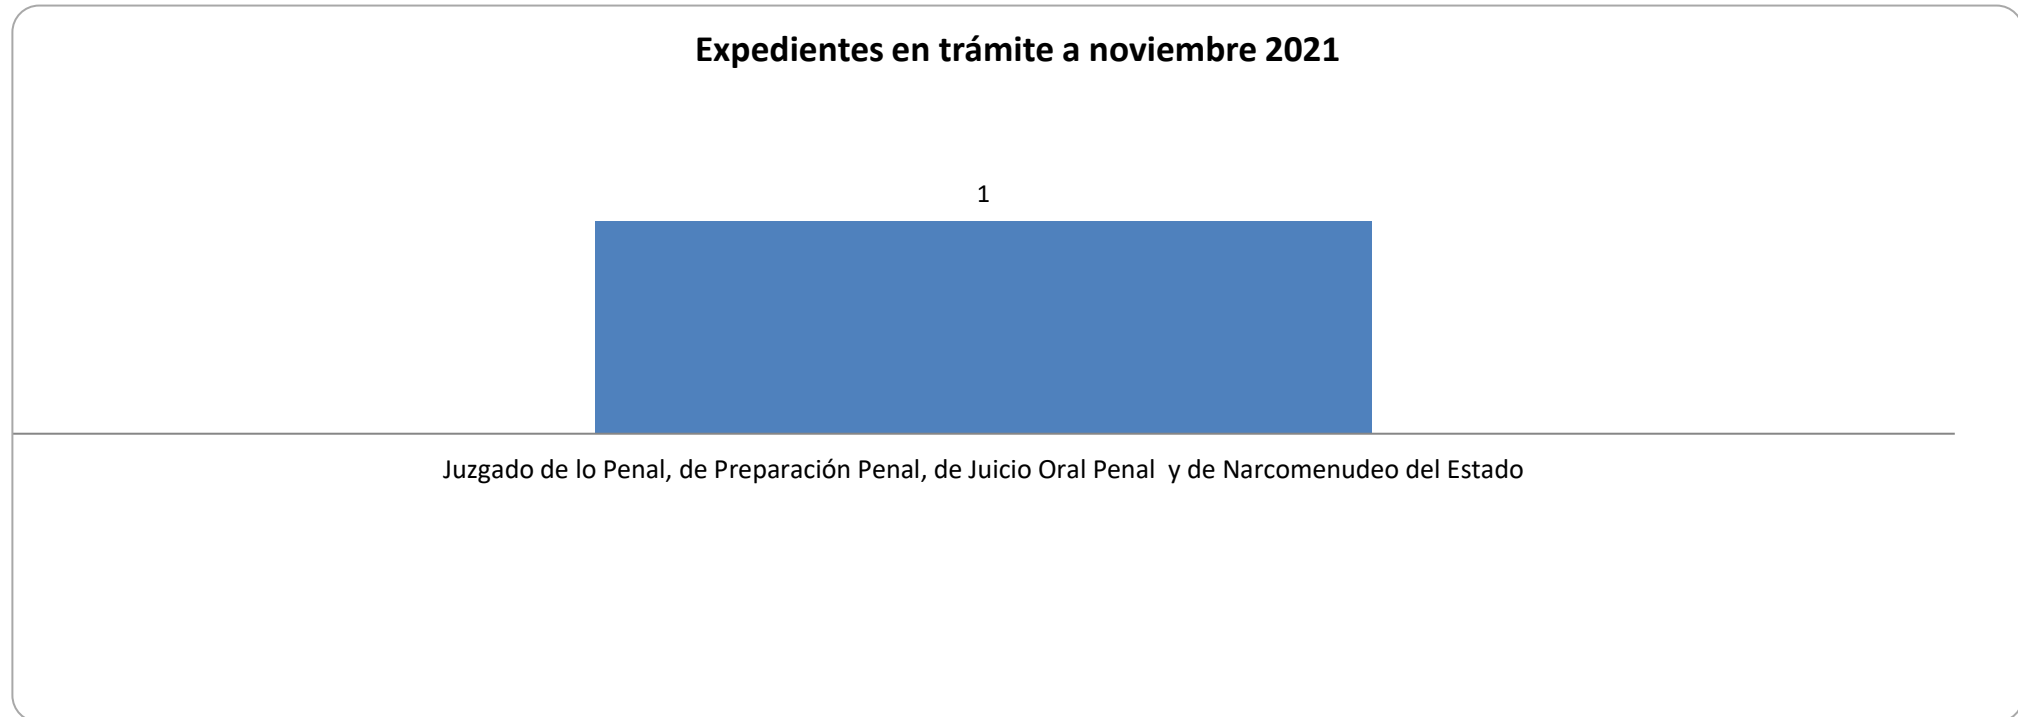 Expedientes en trámite a noviembre 2021
1
Juzgado de lo Penal, de Preparación Penal, de Juicio Oral Penal  y de Narcomenudeo del Estado